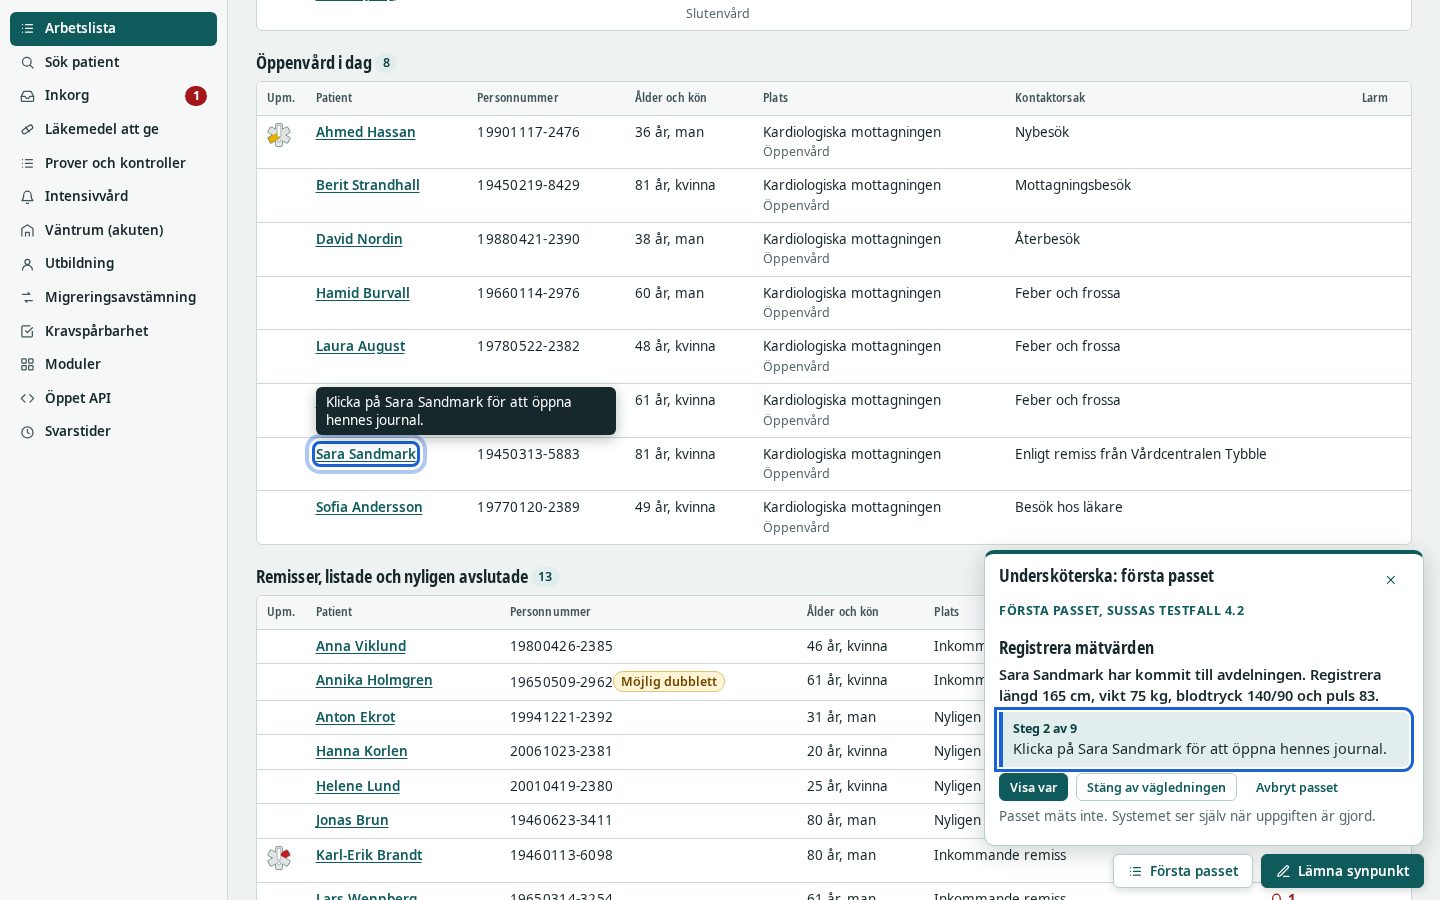 Arbetslista
Sök patient
Inkorg 1
Läkemedel att ge
Prover och kontroller
Intensivvård
Väntrum (akuten)
Utbildning
Migreringsavstämning
Kravspårbarhet
Moduler
Öppet API
Svarstider
Slutenvård
Öppenvård i dag 8
Upm. Patient Personnummer Ålder och kön Plats Kontaktorsak Larm
Ahmed Hassan 19901117-2476 36 år, man Kardiologiska mottagningen Nybesök
Öppenvård
Berit Strandhall 19450219-8429 81 år, kvinna Kardiologiska mottagningen Mottagningsbesök
Öppenvård
David Nordin 19880421-2390 38 år, man Kardiologiska mottagningen Återbesök
Öppenvård
Hamid Burvall 19660114-2976 60 år, man Kardiologiska mottagningen Feber och frossa
Öppenvård
Laura August 19780522-2382 48 år, kvinna Kardiologiska mottagningen Feber och frossa
Öppenvård
61 år, kvinna Kardiologiska mottagningen Feber och frossa
Öppenvård
Klicka på Sara Sandmark för att öppna
hennes journal.
Sara Sandmark 19450313-5883 81 år, kvinna Kardiologiska mottagningen Enligt remiss från Vårdcentralen Tybble
Öppenvård
Sofia Andersson 19770120-2389 49 år, kvinna Kardiologiska mottagningen Besök hos läkare
Öppenvård
Remisser, listade och nyligen avslutade 13
Upm. Patient Personnummer Ålder och kön Plats
Anna Viklund 19800426-2385 46 år, kvinna
Annika Holmgren 19650509-2962 Möjlig dubblett 61 år, kvinna
Anton Ekrot 19941221-2392 31 år, man Nyligen
Hanna Korlen 20061023-2381 20 år, kvinna Nyligen
Helene Lund 20010419-2380 25 år, kvinna Nyligen
Jonas Brun 19460623-3411 80 år, man Nyligen
Karl-Erik Brandt 19460113-6098 80 år, man Inkommande remiss
Lars Wennberg 19650314-3254 61 år, man Inkommande remiss 1
Undersköterska: första passet
FÖRSTA PASSET, SUSSAS TESTFALL 4.2
Registrera mätvärden
Sara Sandmark har kommit till avdelningen. Registrera
längd 165 cm, vikt 75 kg, blodtryck 140/90 och puls 83.
Steg 2 av 9
Klicka på Sara Sandmark för att öppna hennes journal.
Visa var Stäng av vägledningen Avbryt passet
Passet mäts inte. Systemet ser själv när uppgiften är gjord.
Första passet Lämna synpunkt